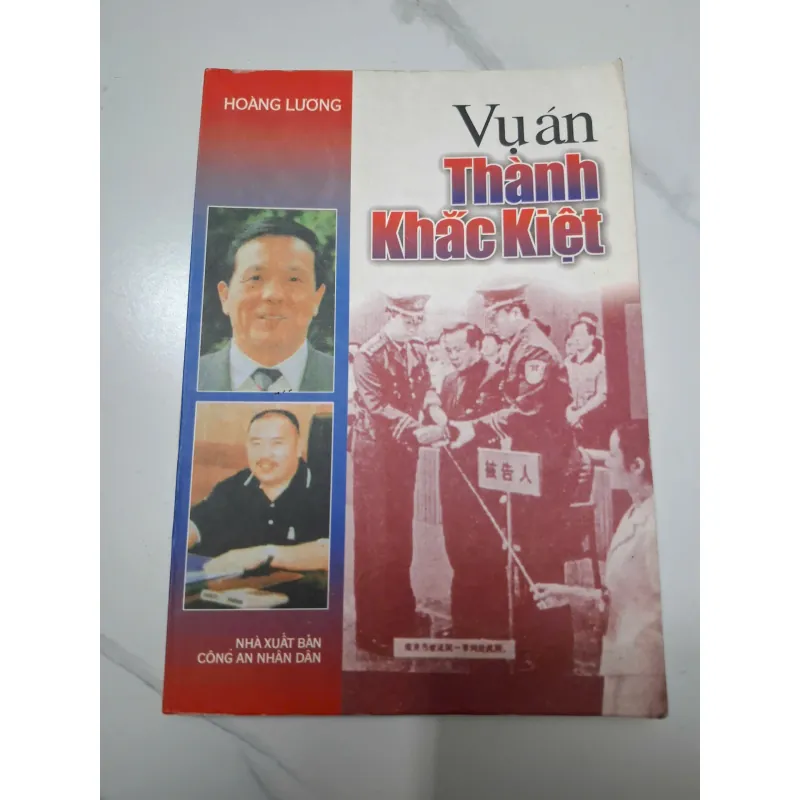 HOÀNG LƯƠNG
Vụ án
Thành
Khắc Kiệt
被告人
NHÀ XUẤT BẢN
CÔNG AN NHÂN DÂN